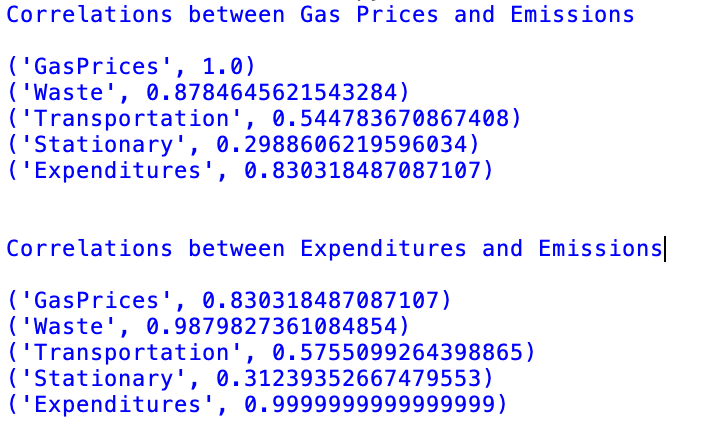 Correlations between Gas Prices and Emissions
('GasPrices', 1.0)
('Waste', 0.8784645621543284)
('Transportation', 0.544783670867408)
('Stationary', 0.2988606219596034)
('Expenditures', 0.830318487087107)
Correlations between Expenditures and Emissions
('GasPrices', 0.830318487087107)
('Waste', 0.9879827361084854)
('Transportation', 0.5755099264398865)
('Stationary', 0.31239352667479553)
('Expenditures', 0.9999999999999999)